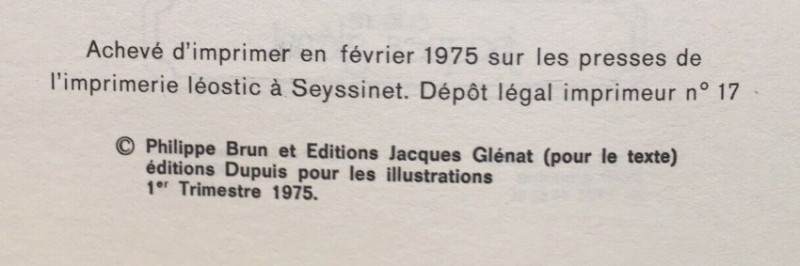 Achevé d'imprimer en février 1975 sur les presses de
l'imprimerie léostic à Seyssinet. Dépôt légal imprimeur n° 17
© Philippe Brun et Editions Jacques Glénat (pour le texte)
éditions Dupuis pour les illustrations
1er Trimestre 1975.